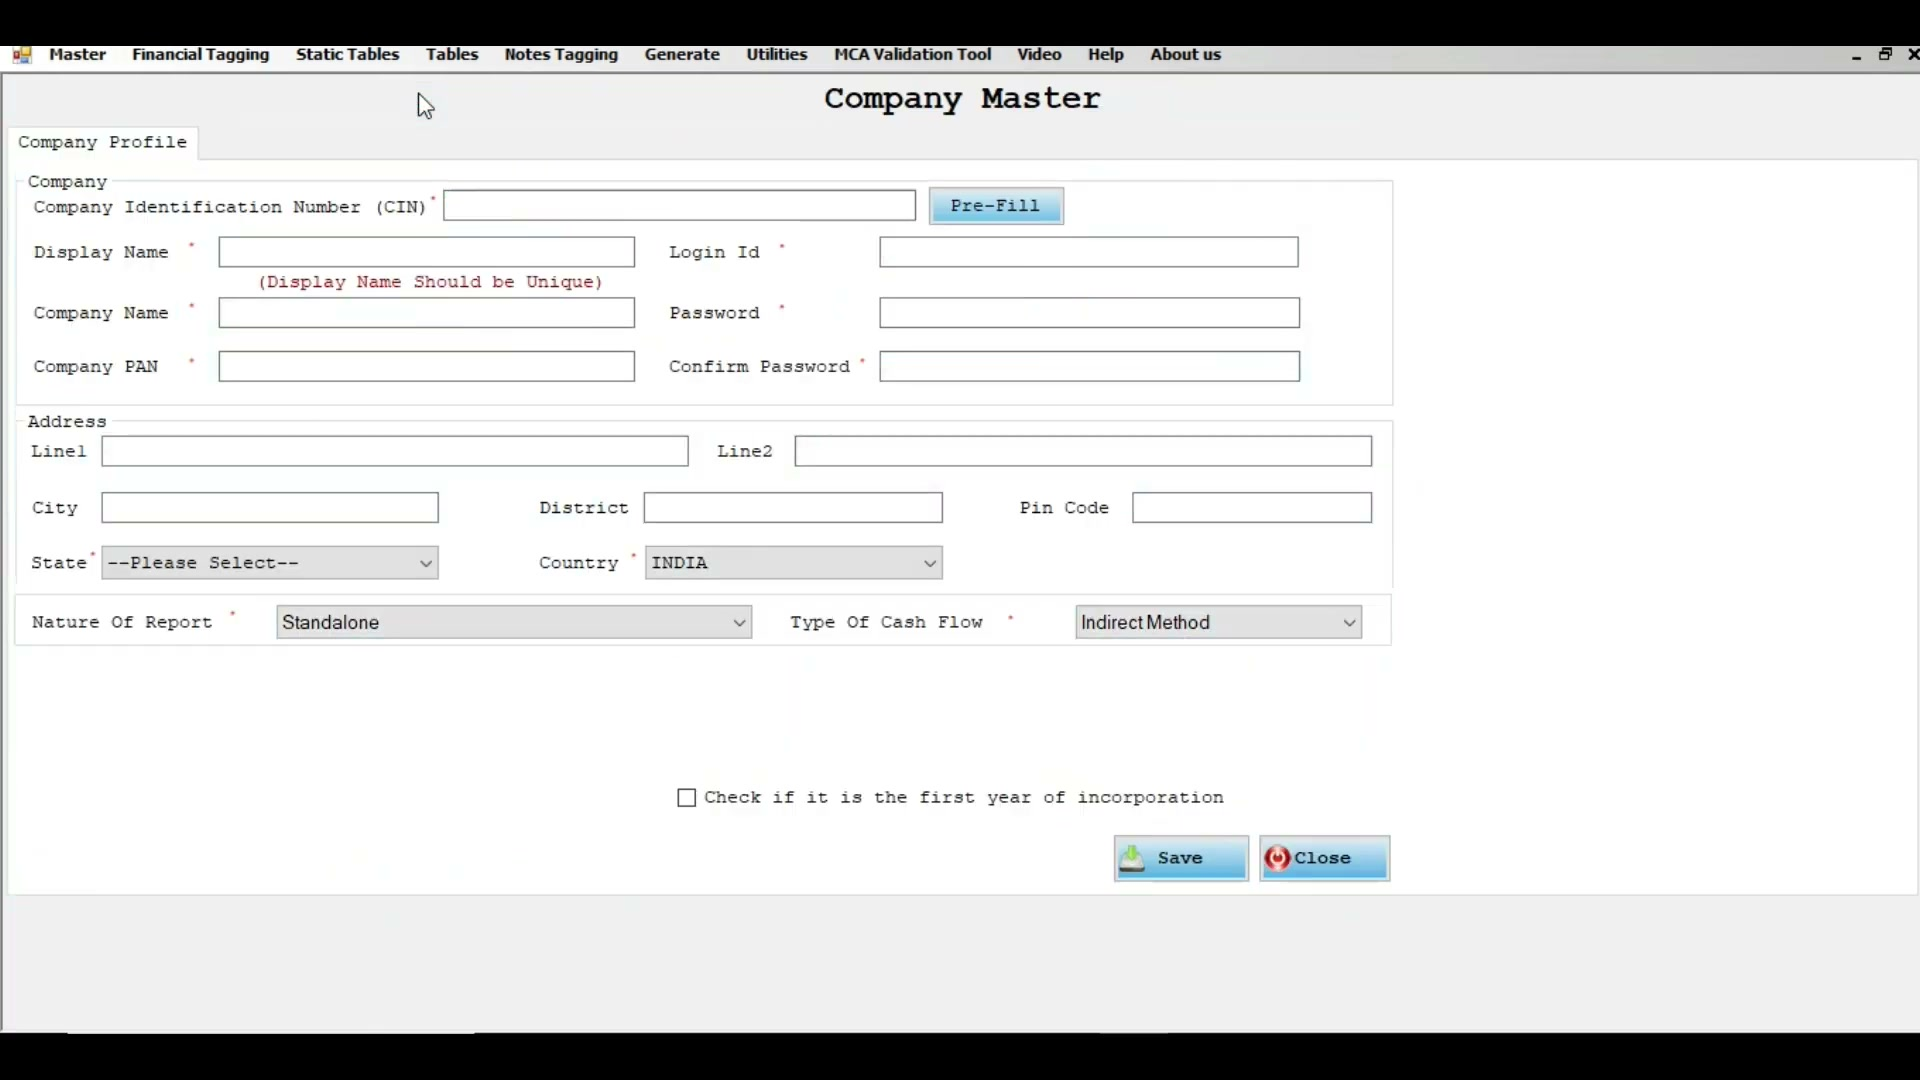 Master Financial Tagging Static Tables Tables Notes Tagging Generate Utilities MCA Validation Tool Video Help About us
Company Master
Company Profile
Company
Company Identification Number (CIN) * Pre-Fill
Display Name * Login Id *
(Display Name Should be Unique)
Company Name * Password *
Company PAN * Confirm Password *
Address
Line1 Line2
City District Pin Code
State * --Please Select-- Country * INDIA
Nature Of Report * Standalone Type Of Cash Flow * Indirect Method
Check if it is the first year of incorporation
Save Close